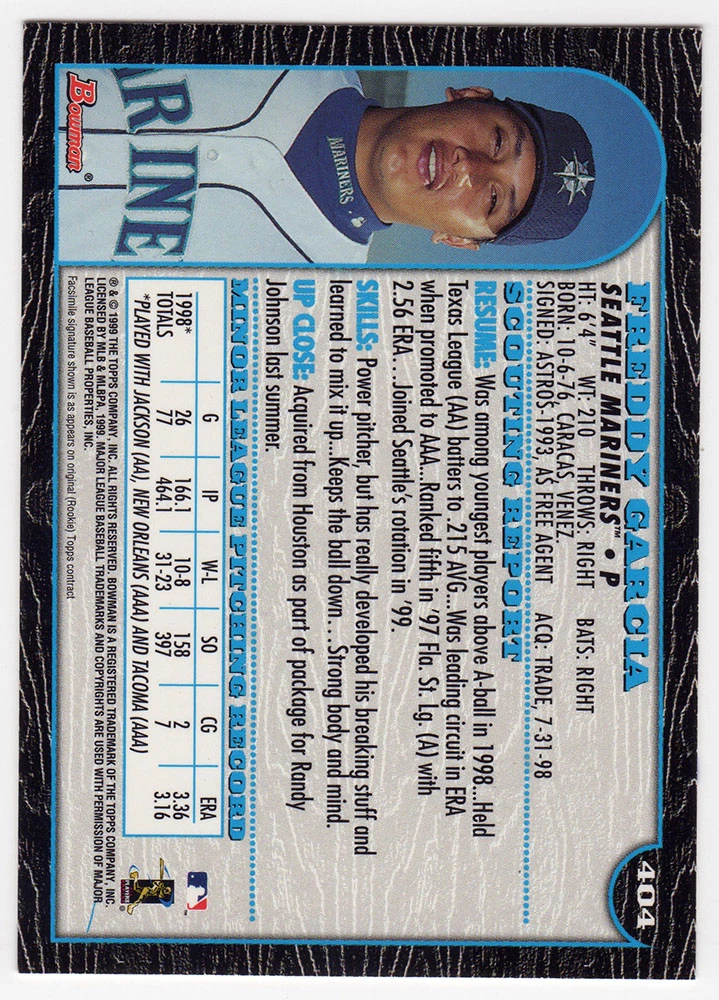 404
FREDDY GARCIA
SEATTLE MARINERS™ • P
HT: 6'4" WT: 210 THROWS: RIGHT BATS: RIGHT
BORN: 10-6-76 CARACAS, VENEZ.
SIGNED: ASTROS 1993, AS FREE AGENT ACQ: TRADE, 7-31-98
SCOUTING REPORT
RESUME: Was among youngest players above A-ball in 1998...Held
Texas League (AA) batters to .215 AVG...Was leading circuit in ERA
when promoted to AAA...Ranked fifth in '97 Fla. St. Lg. (A) with
2.56 ERA...Joined Seattle's rotation in '99.
SKILLS: Power pitcher, but has really developed his breaking stuff and
learned to mix it up...Keeps the ball down...Strong body and mind.
UP CLOSE: Acquired from Houston as part of package for Randy
Johnson last summer.
MINOR LEAGUE PITCHING RECORD
G IP W-L SO CG ERA
1998* 26 166.1 10-8 158 2 3.36
TOTALS 77 464.1 31-23 397 7 3.16
*PLAYED WITH JACKSON (AA), NEW ORLEANS (AAA) AND TACOMA (AAA)
® & © 1999 THE TOPPS COMPANY, INC. ALL RIGHTS RESERVED. BOWMAN IS A REGISTERED TRADEMARK OF THE TOPPS COMPANY, INC.
LICENSED BY MLB & MLBPA, 1999. MAJOR LEAGUE BASEBALL TRADEMARKS AND COPYRIGHTS ARE USED WITH PERMISSION OF MAJOR
LEAGUE BASEBALL PROPERTIES, INC.
Facsimile signature shown is as appears on original (Rookie) Topps contract
MARINERS
ARINE
Bowman®